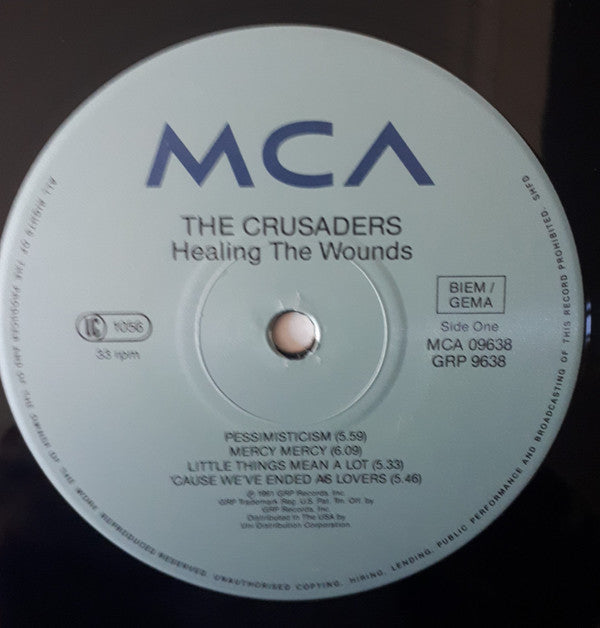 MCA
THE CRUSADERS
Healing The Wounds
BIEM /
GEMA
LC 1056
Side One
33 rpm
MCA 09638
GRP 9638
PESSIMISTICISM (5.59)
MERCY MERCY (6.09)
LITTLE THINGS MEAN A LOT (5.33)
'CAUSE WE'VE ENDED AS LOVERS (5.46)
℗ 1991 GRP Records, Inc.
GRP Trademark Reg. U.S. Pat. Tm. Off. by
GRP Records, Inc.
Distributed In The USA by
Uni Distribution Corporation
ALL RIGHTS OF THE PRODUCER AND OF THE OWNER OF THE WORK REPRODUCED RESERVED. UNAUTHORISED COPYING, HIRING, LENDING, PUBLIC PERFORMANCE AND BROADCASTING OF THIS RECORD PROHIBITED.